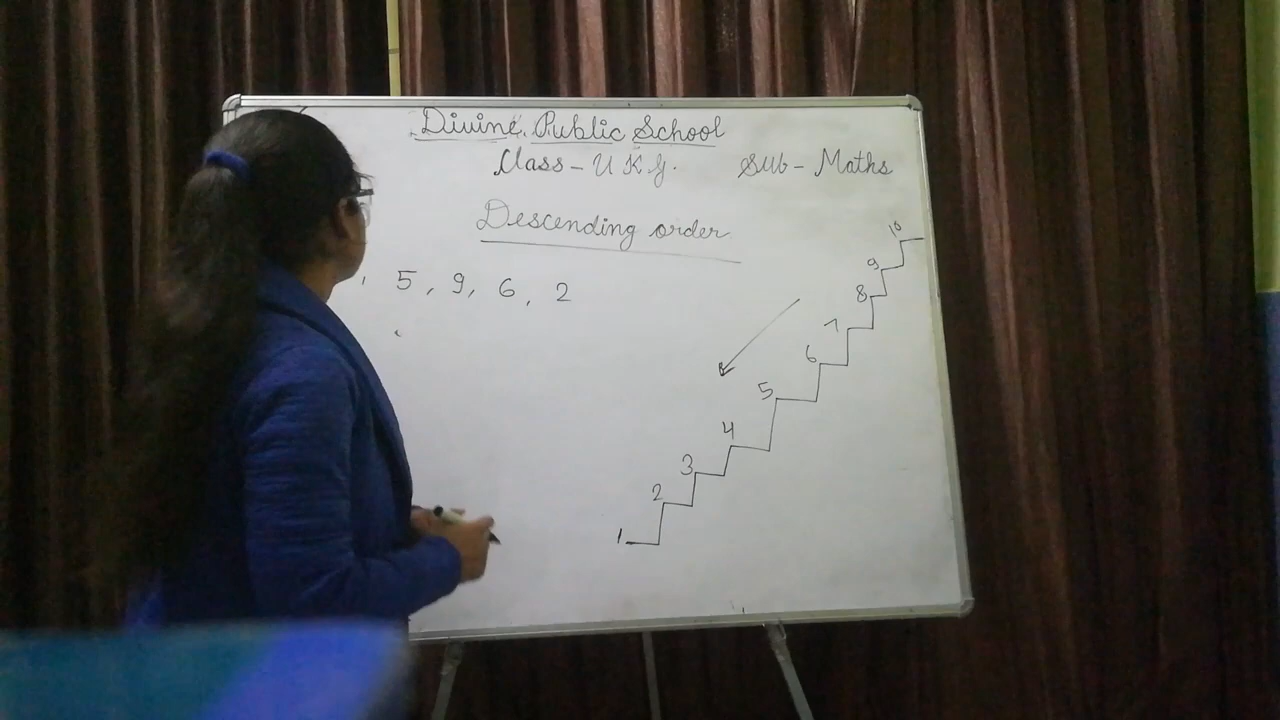 Divine Public School
Class - U K G. Sub - Maths
Descending order
, 5, 9, 6, 2
10
9
8
7
6
5
4
3
2
1